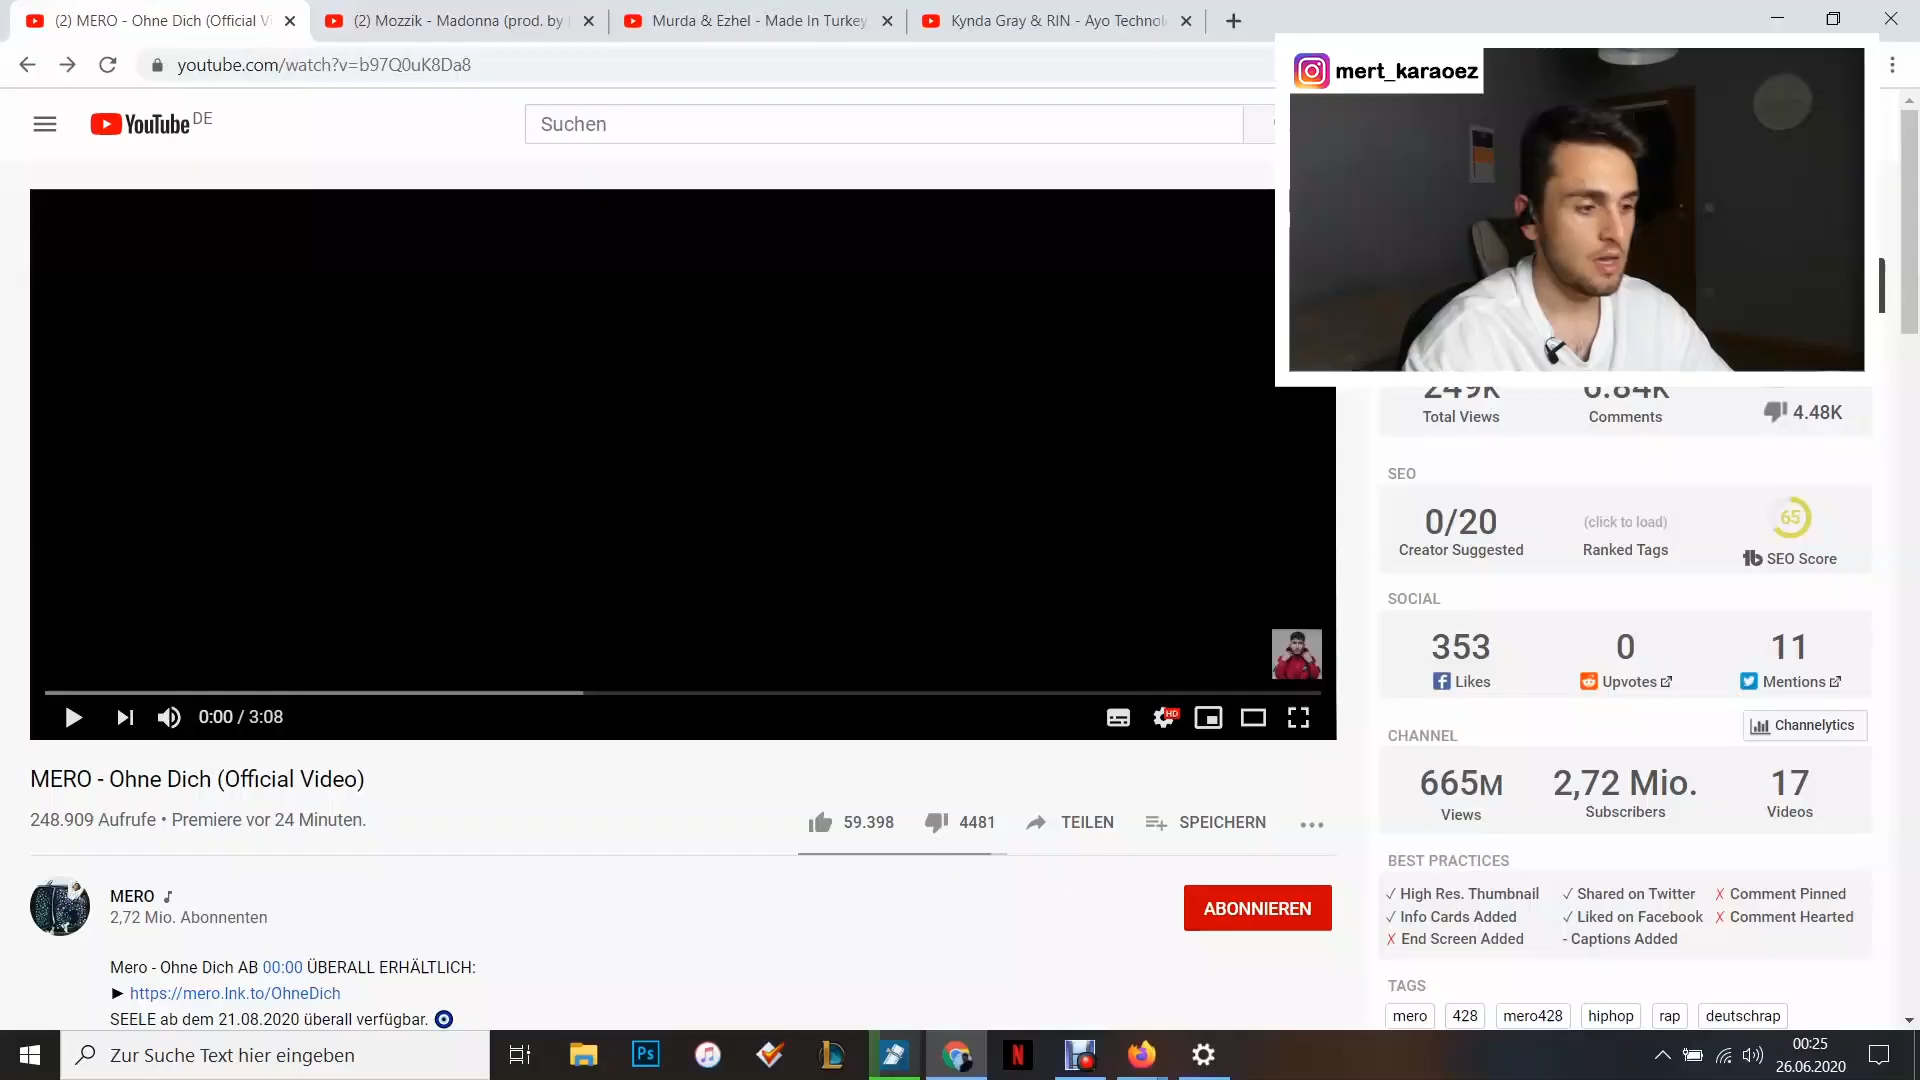 (2) MERO - Ohne Dich (Official Vi
(2) Mozzik - Madonna (prod. by
Murda & Ezhel - Made In Turkey
Kynda Gray & RIN - Ayo Technol
youtube.com/watch?v=b97Q0uK8Da8
mert_karaoez
YouTube DE
Suchen
249K
6.84K
Total Views
Comments
4.48K
SEO
0/20
(click to load)
65
Creator Suggested
Ranked Tags
tb SEO Score
SOCIAL
353
0
11
Likes
Upvotes
Mentions
0:00 / 3:08
HD
CHANNEL
Channelytics
665M
2,72 Mio.
17
Views
Subscribers
Videos
MERO - Ohne Dich (Official Video)
248.909 Aufrufe • Premiere vor 24 Minuten.
59.398
4481
TEILEN
SPEICHERN
BEST PRACTICES
✓ High Res. Thumbnail
✓ Shared on Twitter
✗ Comment Pinned
✓ Info Cards Added
✓ Liked on Facebook
✗ Comment Hearted
✗ End Screen Added
- Captions Added
MERO ♪
2,72 Mio. Abonnenten
ABONNIEREN
Mero - Ohne Dich AB 00:00 ÜBERALL ERHÄLTLICH:
► https://mero.lnk.to/OhneDich
SEELE ab dem 21.08.2020 überall verfügbar. 🧿
TAGS
mero
428
mero428
hiphop
rap
deutschrap
Zur Suche Text hier eingeben
Ps
N
00:25
26.06.2020